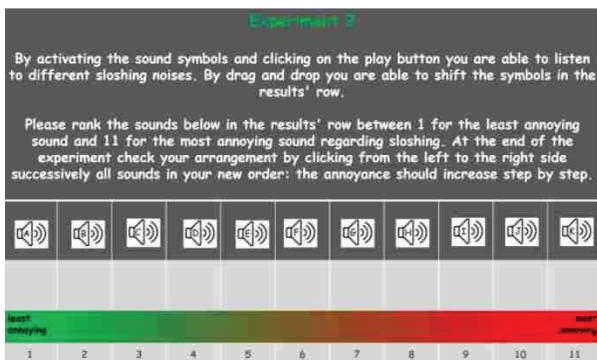 Experiment 2
By activating the sound symbols and clicking on the play button you are able to listen
to different sloshing noises. By drag and drop you are able to shift the symbols in the
results' row.
Please rank the sounds below in the results' row between 1 for the least annoying
sound and 11 for the most annoying sound regarding sloshing. At the end of the
experiment check your arrangement by clicking from the left to the right side
successively all sounds in your new order: the annoyance should increase step by step.
A B C D E F G H I J K
least most
annoying annoying
1 2 3 4 5 6 7 8 9 10 11